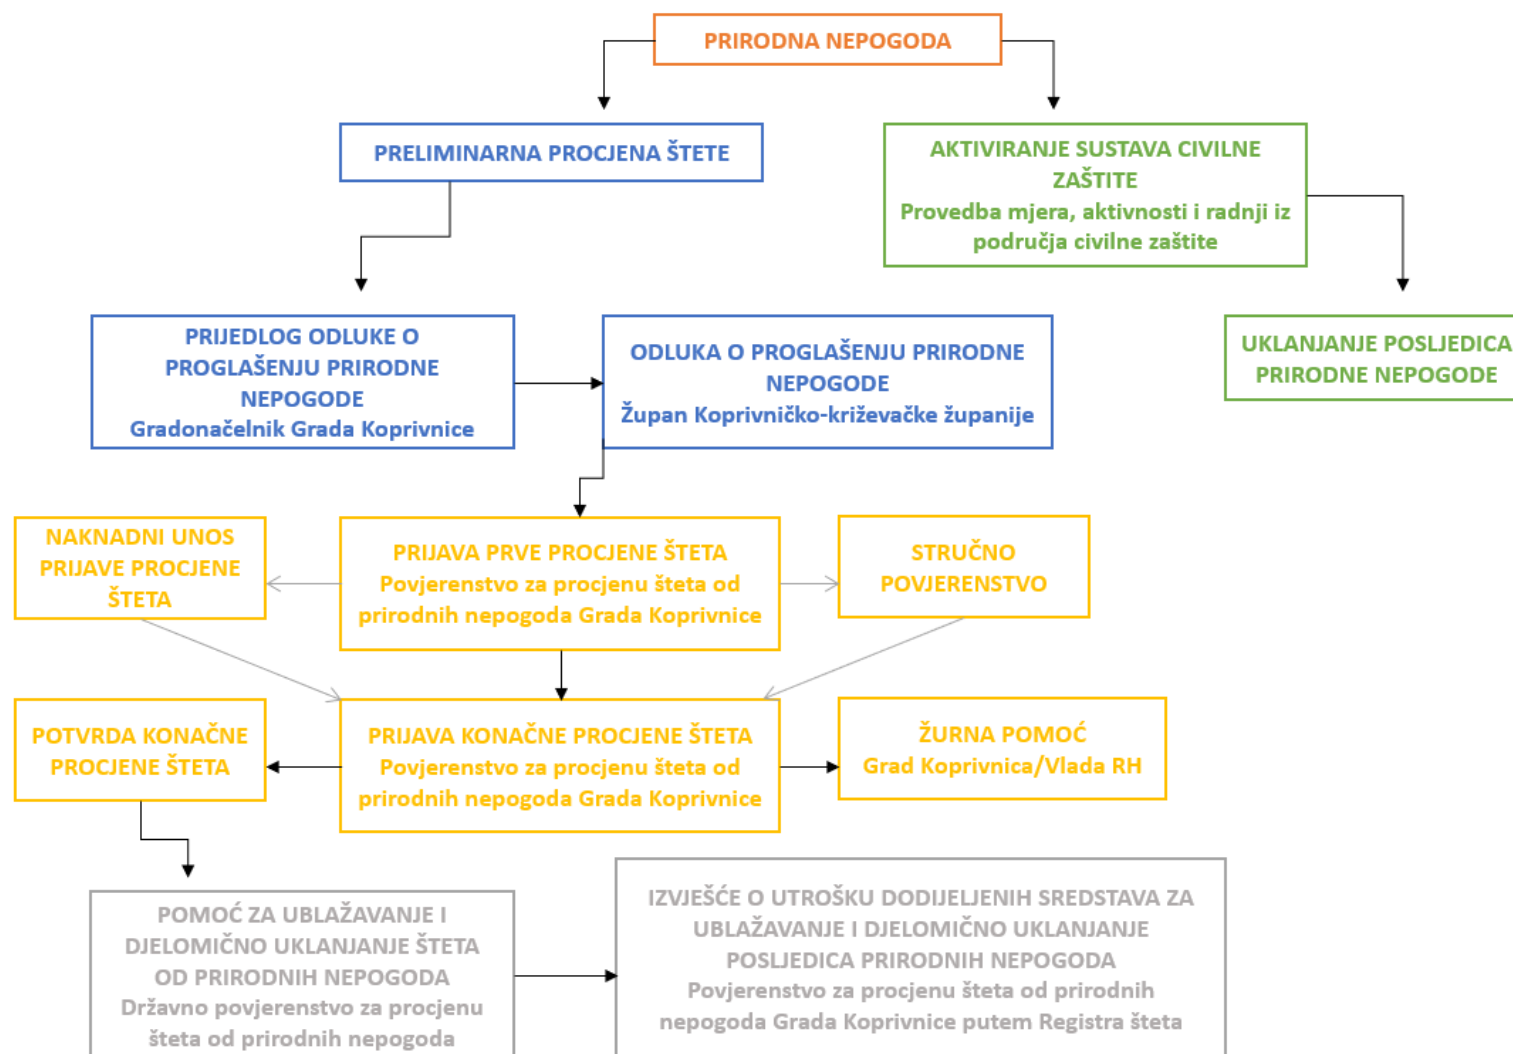 PRIRODNA NEPOGODA
PRELIMINARNA PROCJENA ŠTETE
AKTIVIRANJE SUSTAVA CIVILNE
ZAŠTITE
Provedba mjera, aktivnosti i radnji iz
područja civilne zaštite
PRIJEDLOG ODLUKE O
PROGLAŠENJU PRIRODNE
NEPOGODE
Gradonačelnik Grada Koprivnice
ODLUKA O PROGLAŠENJU PRIRODNE
NEPOGODE
Župan Koprivničko-križevačke županije
UKLANJANJE POSLJEDICA
PRIRODNE NEPOGODE
NAKNADNI UNOS
PRIJAVE PROCJENE
ŠTETA
PRIJAVA PRVE PROCJENE ŠTETA
Povjerenstvo za procjenu šteta od
prirodnih nepogoda Grada Koprivnice
STRUČNO
POVJERENSTVO
POTVRDA KONAČNE
PROCJENE ŠTETA
PRIJAVA KONAČNE PROCJENE ŠTETA
Povjerenstvo za procjenu šteta od
prirodnih nepogoda Grada Koprivnice
ŽURNA POMOĆ
Grad Koprivnica/Vlada RH
POMOĆ ZA UBLAŽAVANJE I
DJELOMIČNO UKLANJANJE ŠTETA
OD PRIRODNIH NEPOGODA
Državno povjerenstvo za procjenu
šteta od prirodnih nepogoda
IZVJEŠĆE O UTROŠKU DODIJELJENIH SREDSTAVA ZA
UBLAŽAVANJE I DJELOMIČNO UKLANJANJE
POSLJEDICA PRIRODNIH NEPOGODA
Povjerenstvo za procjenu šteta od prirodnih
nepogoda Grada Koprivnice putem Registra šteta